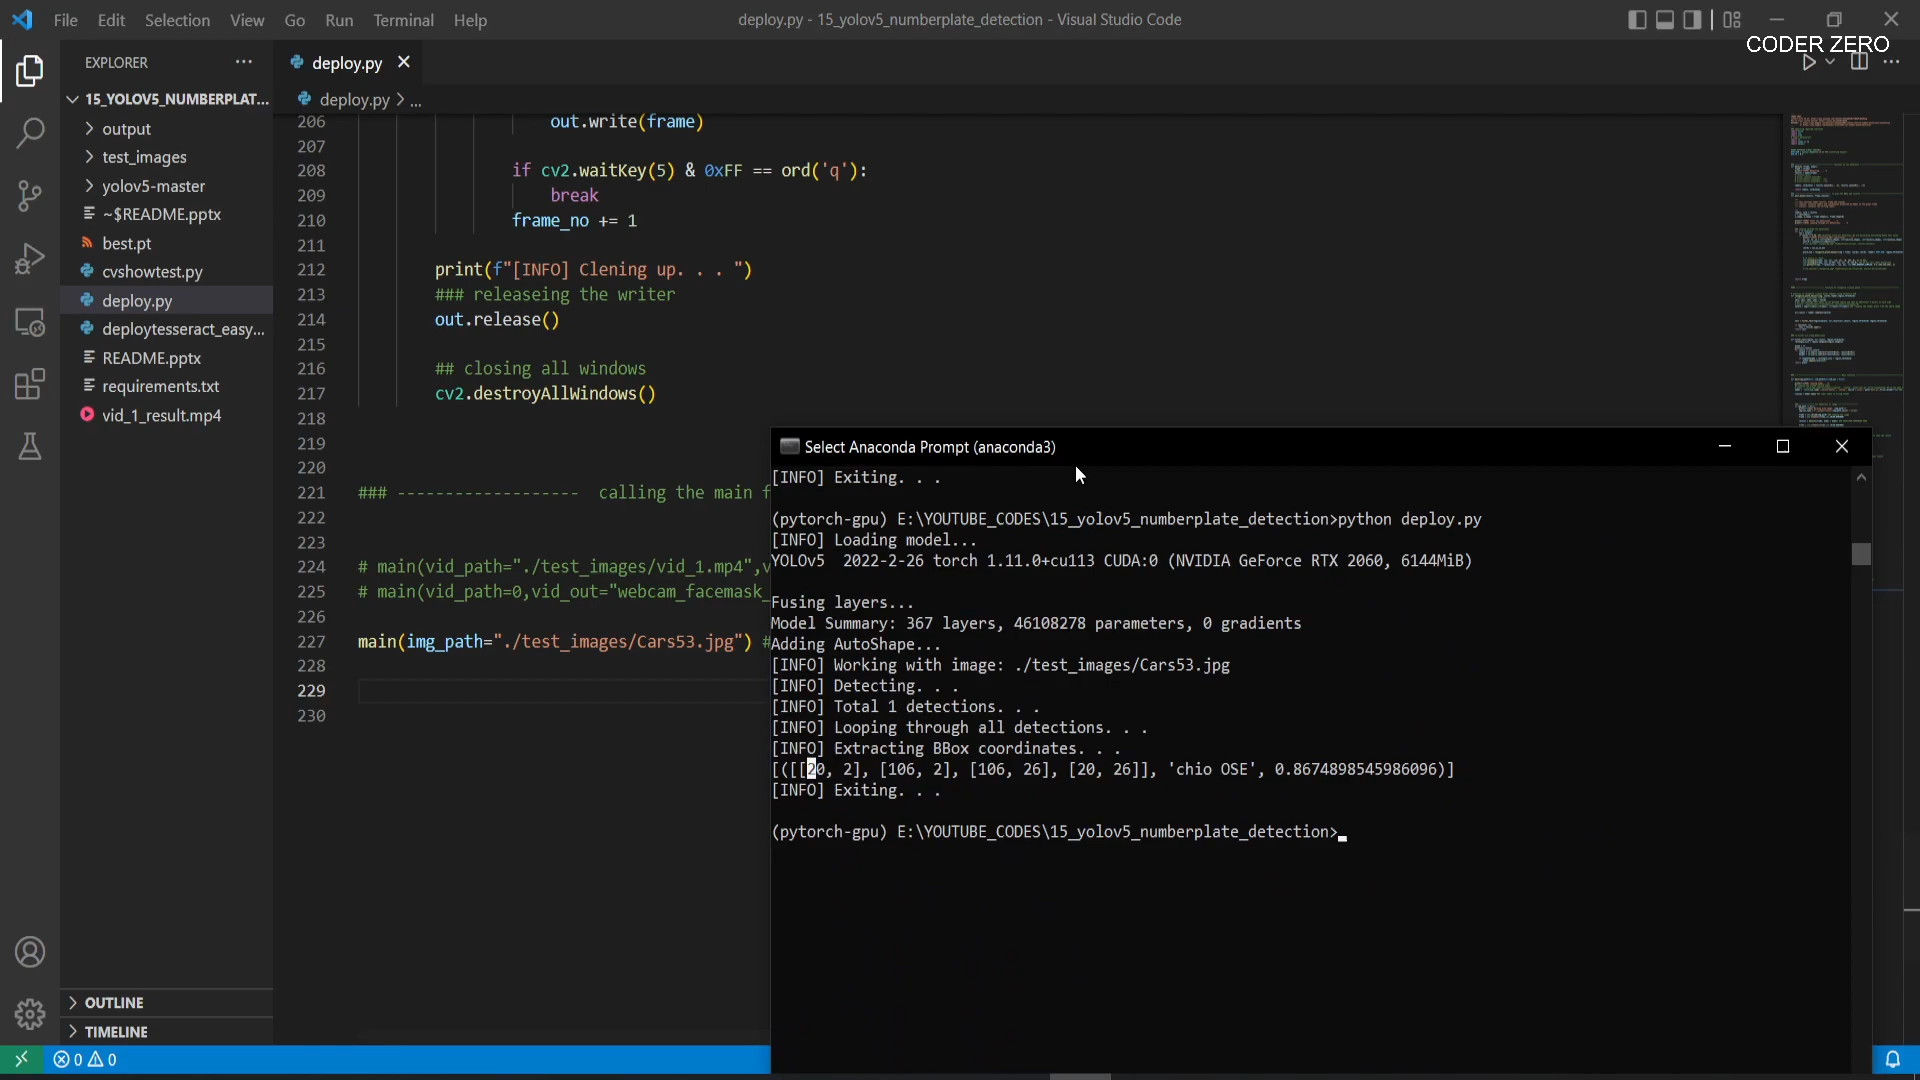 File Edit Selection View Go Run Terminal Help
deploy.py - 15_yolov5_numberplate_detection - Visual Studio Code
CODER ZERO
EXPLORER ...
15_YOLOV5_NUMBERPLAT...
output
test_images
yolov5-master
~$README.pptx
best.pt
cvshowtest.py
deploy.py
deploytesseract_easy...
README.pptx
requirements.txt
vid_1_result.mp4
OUTLINE
TIMELINE
0 0
deploy.py
deploy.py > ...
206 out.write(frame)
207
208 if cv2.waitKey(5) & 0xFF == ord('q'):
209 break
210 frame_no += 1
211
212 print(f"[INFO] Clening up. . . ")
213 ### releaseing the writer
214 out.release()
215
216 ## closing all windows
217 cv2.destroyAllWindows()
218
219
220
221 ### ------------------- calling the main f
222
223
224 # main(vid_path="./test_images/vid_1.mp4",v
225 # main(vid_path=0,vid_out="webcam_facemask_
226
227 main(img_path="./test_images/Cars53.jpg") #
228
229
230
Select Anaconda Prompt (anaconda3)
[INFO] Exiting. . .
(pytorch-gpu) E:\YOUTUBE_CODES\15_yolov5_numberplate_detection>python deploy.py
[INFO] Loading model...
YOLOv5 2022-2-26 torch 1.11.0+cu113 CUDA:0 (NVIDIA GeForce RTX 2060, 6144MiB)
Fusing layers...
Model Summary: 367 layers, 46108278 parameters, 0 gradients
Adding AutoShape...
[INFO] Working with image: ./test_images/Cars53.jpg
[INFO] Detecting. . .
[INFO] Total 1 detections. . .
[INFO] Looping through all detections. . .
[INFO] Extracting BBox coordinates. . .
[([[20, 2], [106, 2], [106, 26], [20, 26]], 'chio OSE', 0.8674898545986096)]
[INFO] Exiting. . .
(pytorch-gpu) E:\YOUTUBE_CODES\15_yolov5_numberplate_detection>